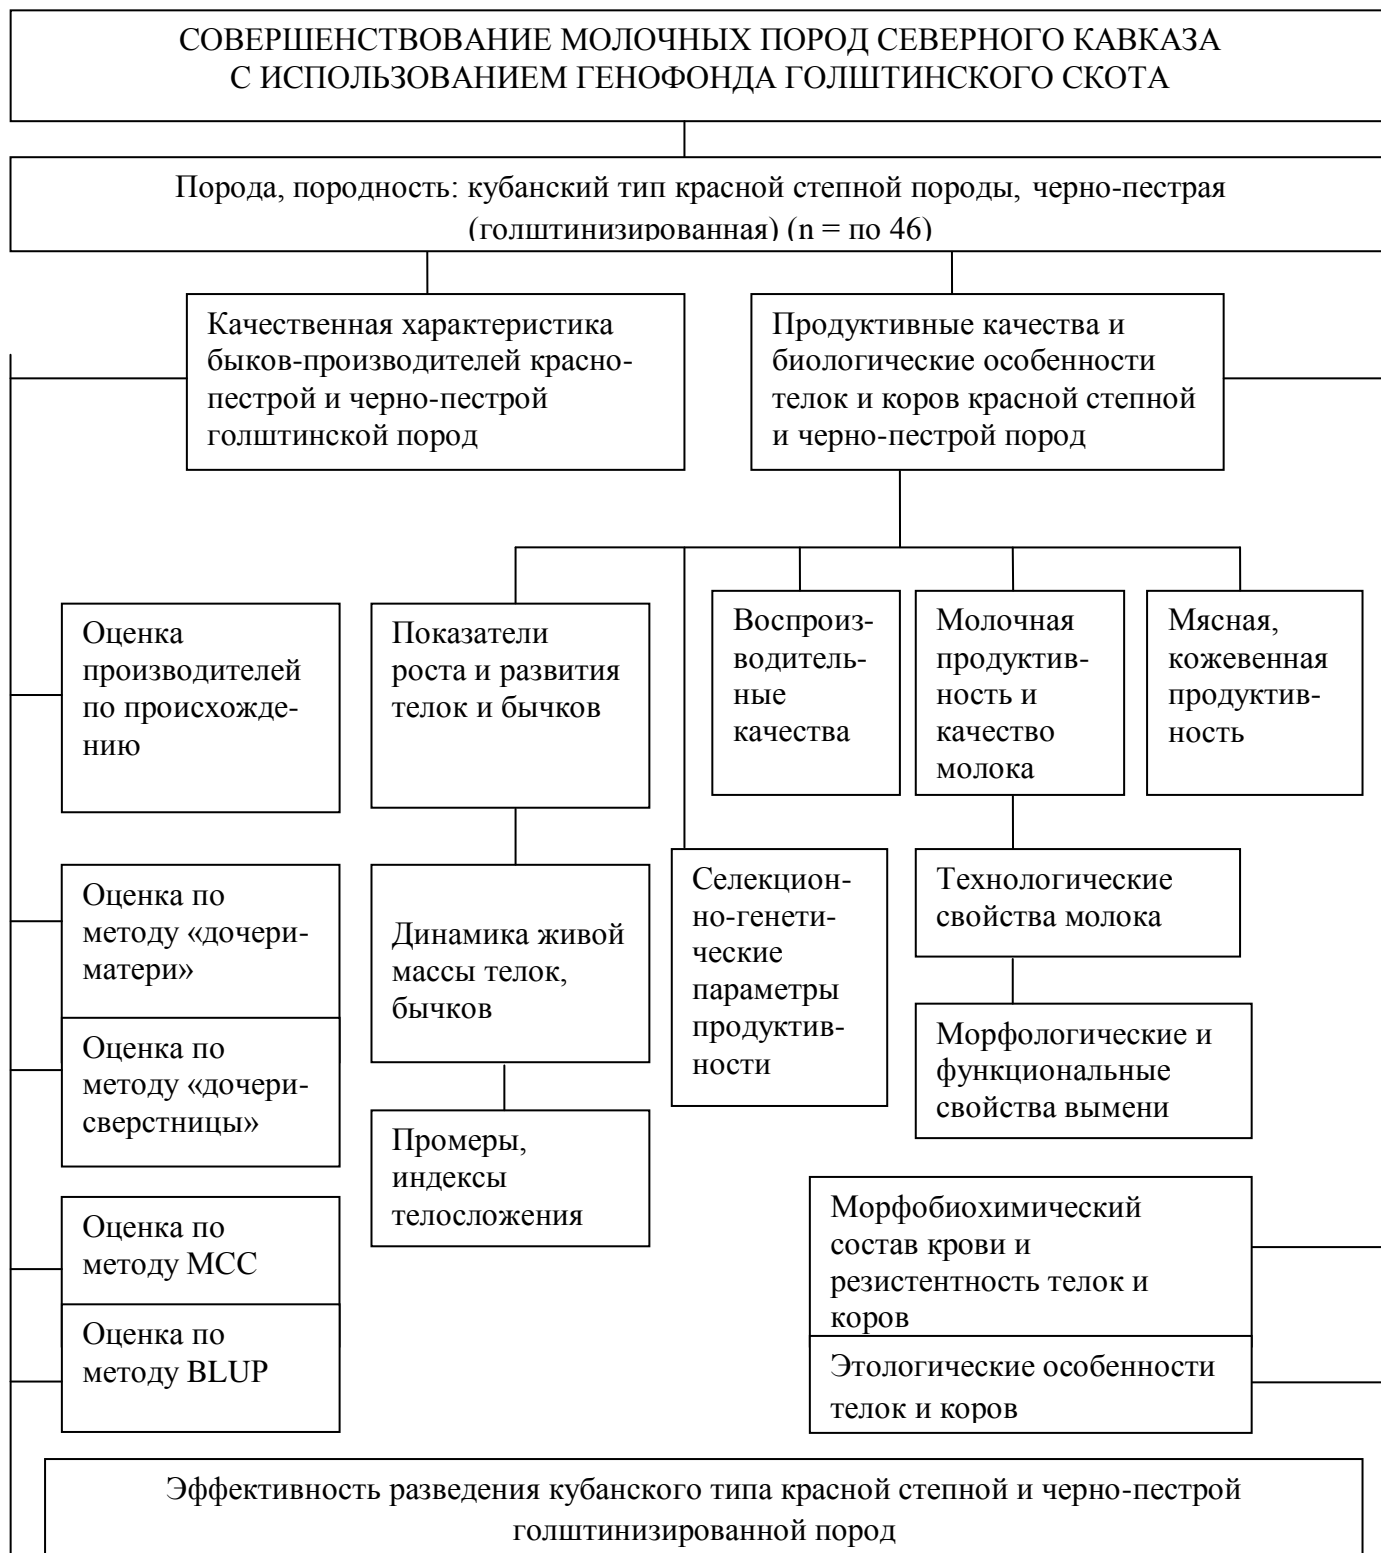 СОВЕРШЕНСТВОВАНИЕ МОЛОЧНЫХ ПОРОД СЕВЕРНОГО КАВКАЗА
С ИСПОЛЬЗОВАНИЕМ ГЕНОФОНДА ГОЛШТИНСКОГО СКОТА
Порода, породность: кубанский тип красной степной породы, черно-пестрая
(голштинизированная) (n = по 46)
Качественная характеристика
быков-производителей красно-
пестрой и черно-пестрой
голштинской пород
Продуктивные качества и
биологические особенности
телок и коров красной степной
и черно-пестрой пород
Оценка
производителей
по происхожде-
нию
Показатели
роста и развития
телок и бычков
Воспроиз-
водитель-
ные
качества
Молочная
продуктив-
ность и
качество
молока
Мясная,
кожевенная
продуктив-
ность
Оценка по
методу «дочери-
матери»
Динамика живой
массы телок,
бычков
Селекцион-
но-генети-
ческие
параметры
продуктив-
ности
Технологические
свойства молока
Оценка по
методу «дочери-
сверстницы»
Морфологические и
функциональные
свойства вымени
Промеры,
индексы
телосложения
Оценка по
методу МСС
Морфобиохимический
состав крови и
резистентность телок и
коров
Оценка по
методу BLUP
Этологические особенности
телок и коров
Эффективность разведения кубанского типа красной степной и черно-пестрой
голштинизированной пород